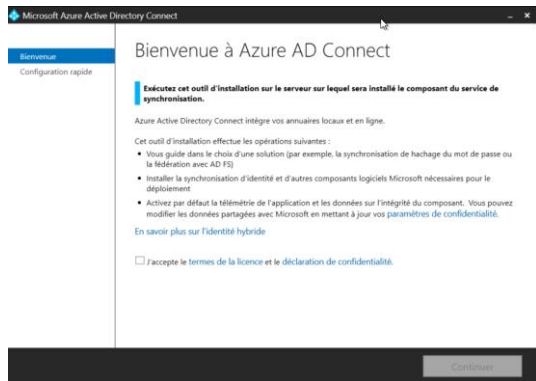 Microsoft Azure Active Directory Connect
Bienvenue
Configuration rapide
Bienvenue à Azure AD Connect
Exécutez cet outil d'installation sur le serveur sur lequel sera installé le composant du service de
synchronisation.
Azure Active Directory Connect intègre vos annuaires locaux et en ligne.
Cet outil d'installation effectue les opérations suivantes :
• Vous guide dans le choix d'une solution (par exemple, la synchronisation de hachage du mot de passe ou
la fédération avec AD FS)
• Installer la synchronisation d'identité et d'autres composants logiciels Microsoft nécessaires pour le
déploiement
• Activez par défaut la télémétrie de l'application et les données sur l'intégrité du composant. Vous pouvez
modifier les données partagées avec Microsoft en mettant à jour vos paramètres de confidentialité.
En savoir plus sur l'identité hybride
J'accepte le termes de la licence et le déclaration de confidentialité.
Continuer